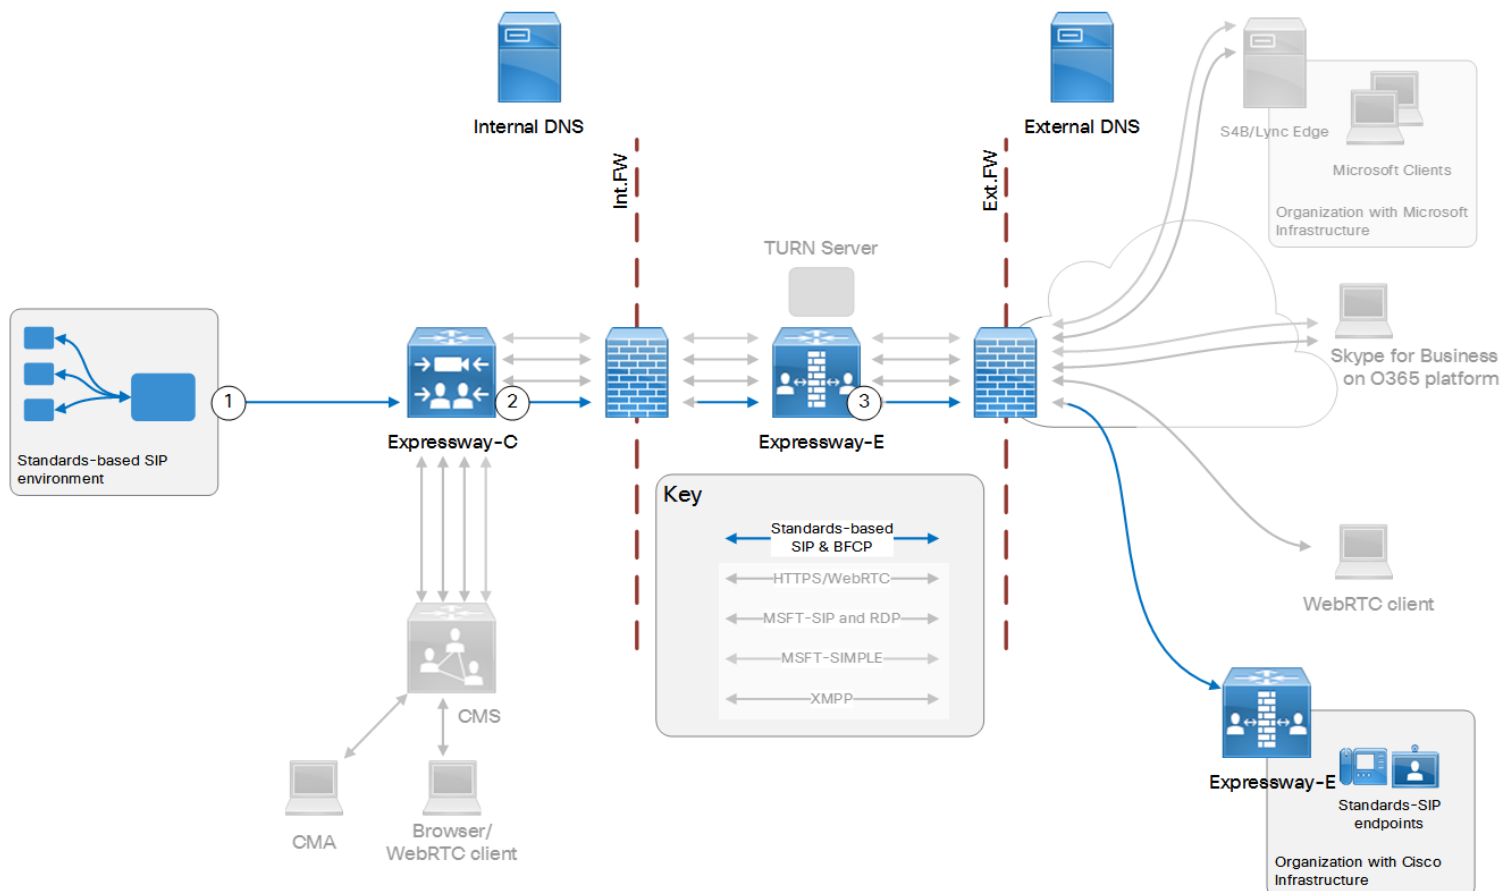 Internal DNS
External DNS
S4B/Lync Edge
Microsoft Clients
Organization with Microsoft
Infrastructure
Int.FW
Ext.FW
TURN Server
Skype for Business
on O365 platform
1
2
3
Expressway-C
Expressway-E
Standards-based SIP
environment
Key
Standards-based
SIP & BFCP
HTTPS/WebRTC
MSFT-SIP and RDP
MSFT-SIMPLE
XMPP
WebRTC client
CMS
CMA
Browser/
WebRTC client
Expressway-E
Standards-SIP
endpoints
Organization with Cisco
Infrastructure